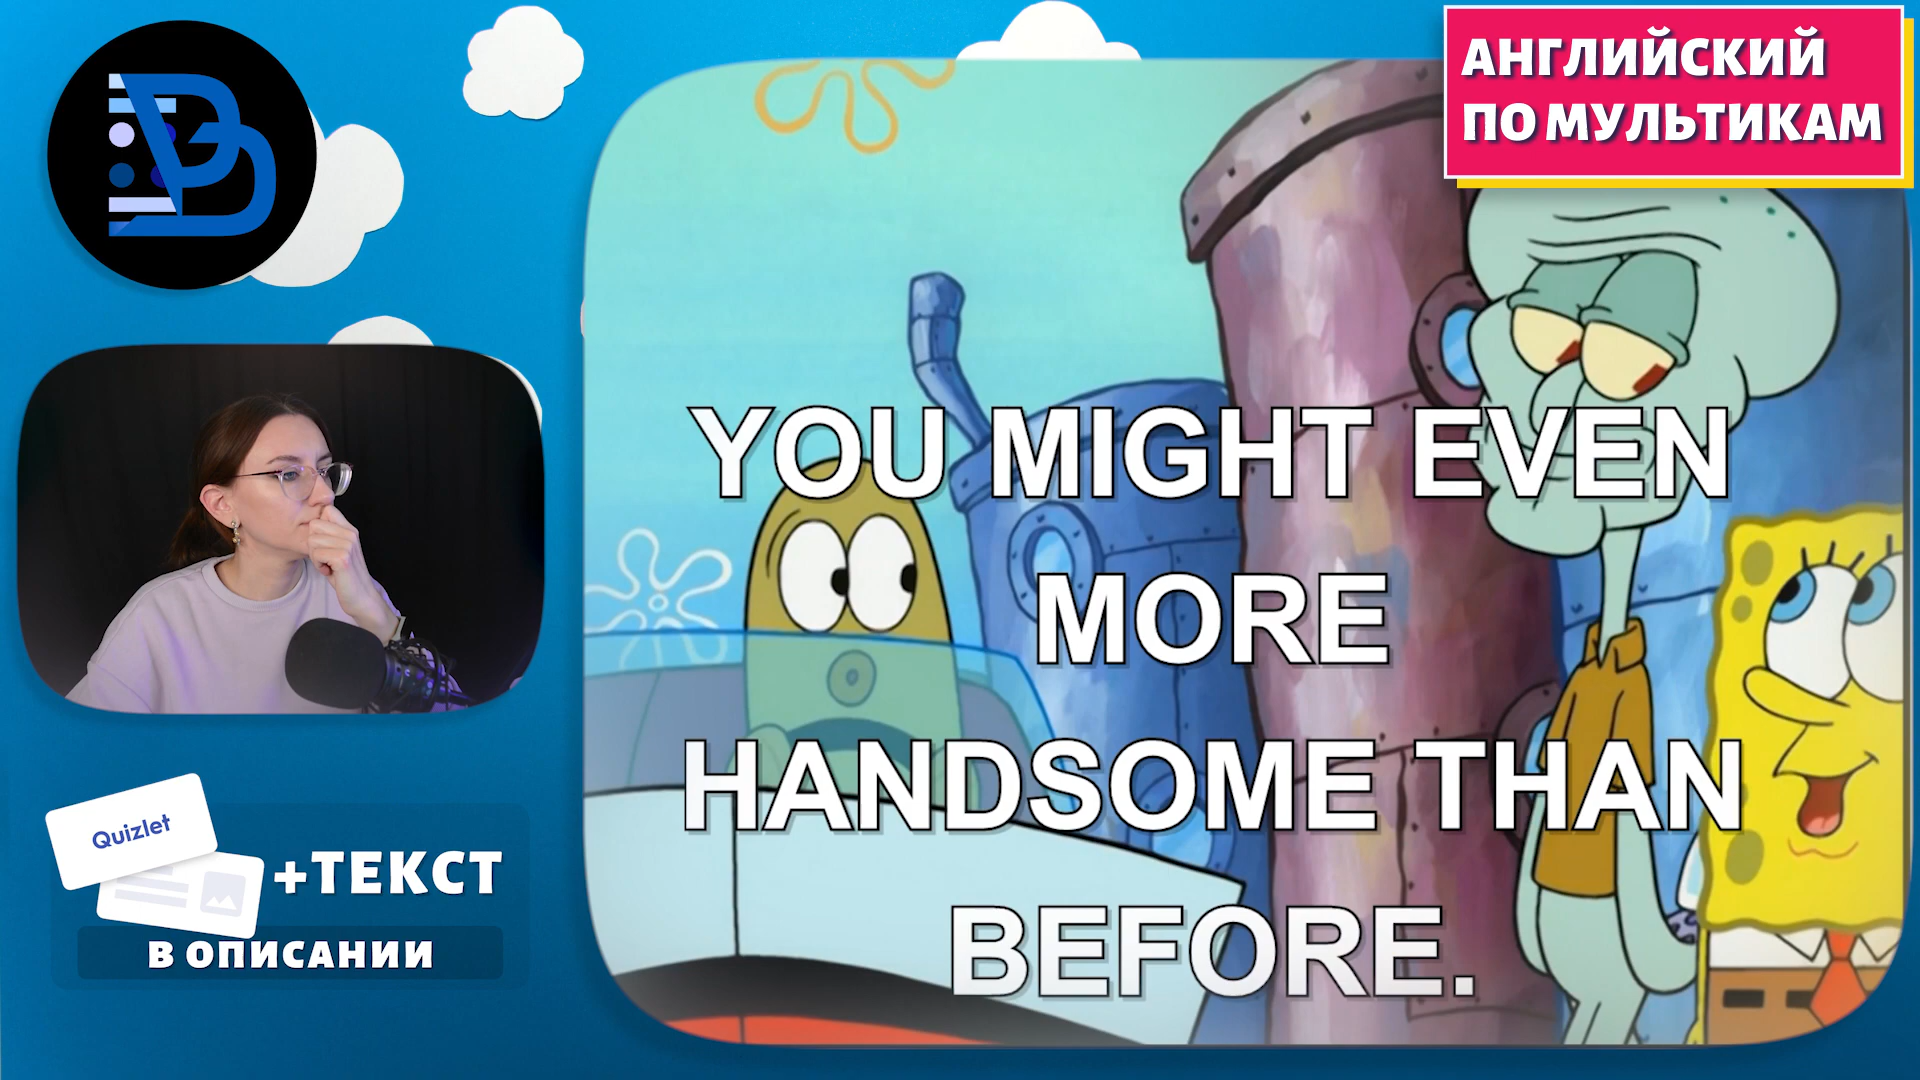 АНГЛИЙСКИЙ
ПО МУЛЬТИКАМ
YOU MIGHT EVEN
MORE
HANDSOME THAN
BEFORE.
Quizlet
+ТЕКСТ
В ОПИСАНИИ